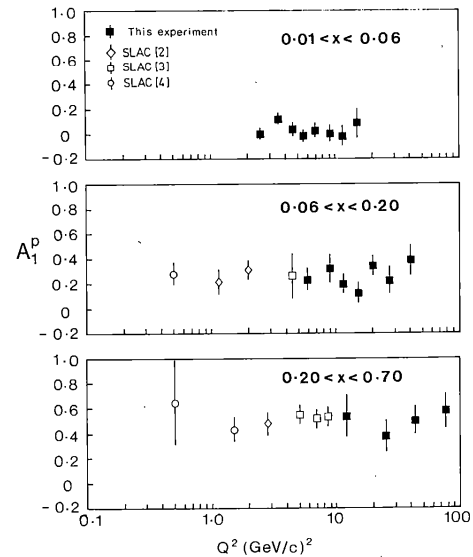 1·0
0·8
0·6
0·4
0·2
0
-0·2
This experiment
SLAC [2]
SLAC [3]
SLAC [4]
0·01 < x < 0·06
1·0
0·8
0·6
0·4
0·2
0
-0·2
0·06 < x < 0·20
A₁ᵖ
1·0
0·8
0·6
0·4
0·2
0
0·20 < x < 0·70
0·1 1·0 10 100
Q² (GeV/c)²